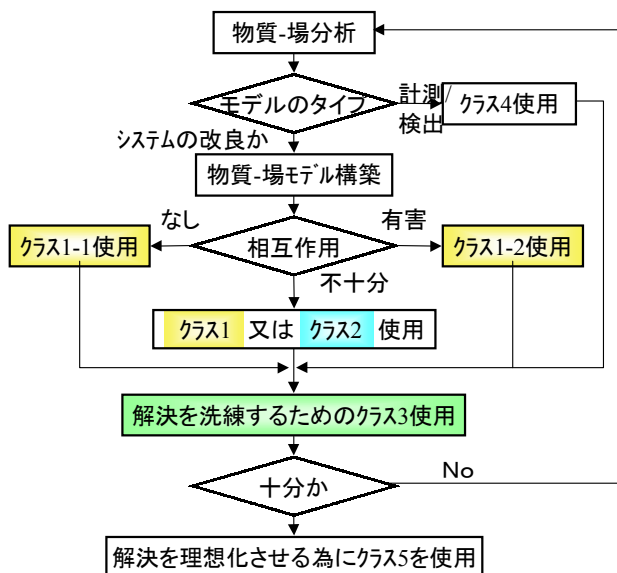 物質-場分析
モデルのタイプ
計測/
検出
クラス4使用
システムの改良か
物質-場モデル構築
なし
有害
クラス1-1使用
相互作用
クラス1-2使用
不十分
クラス1 又は クラス2 使用
解決を洗練するためのクラス3使用
十分か
No
解決を理想化させる為にクラス5を使用